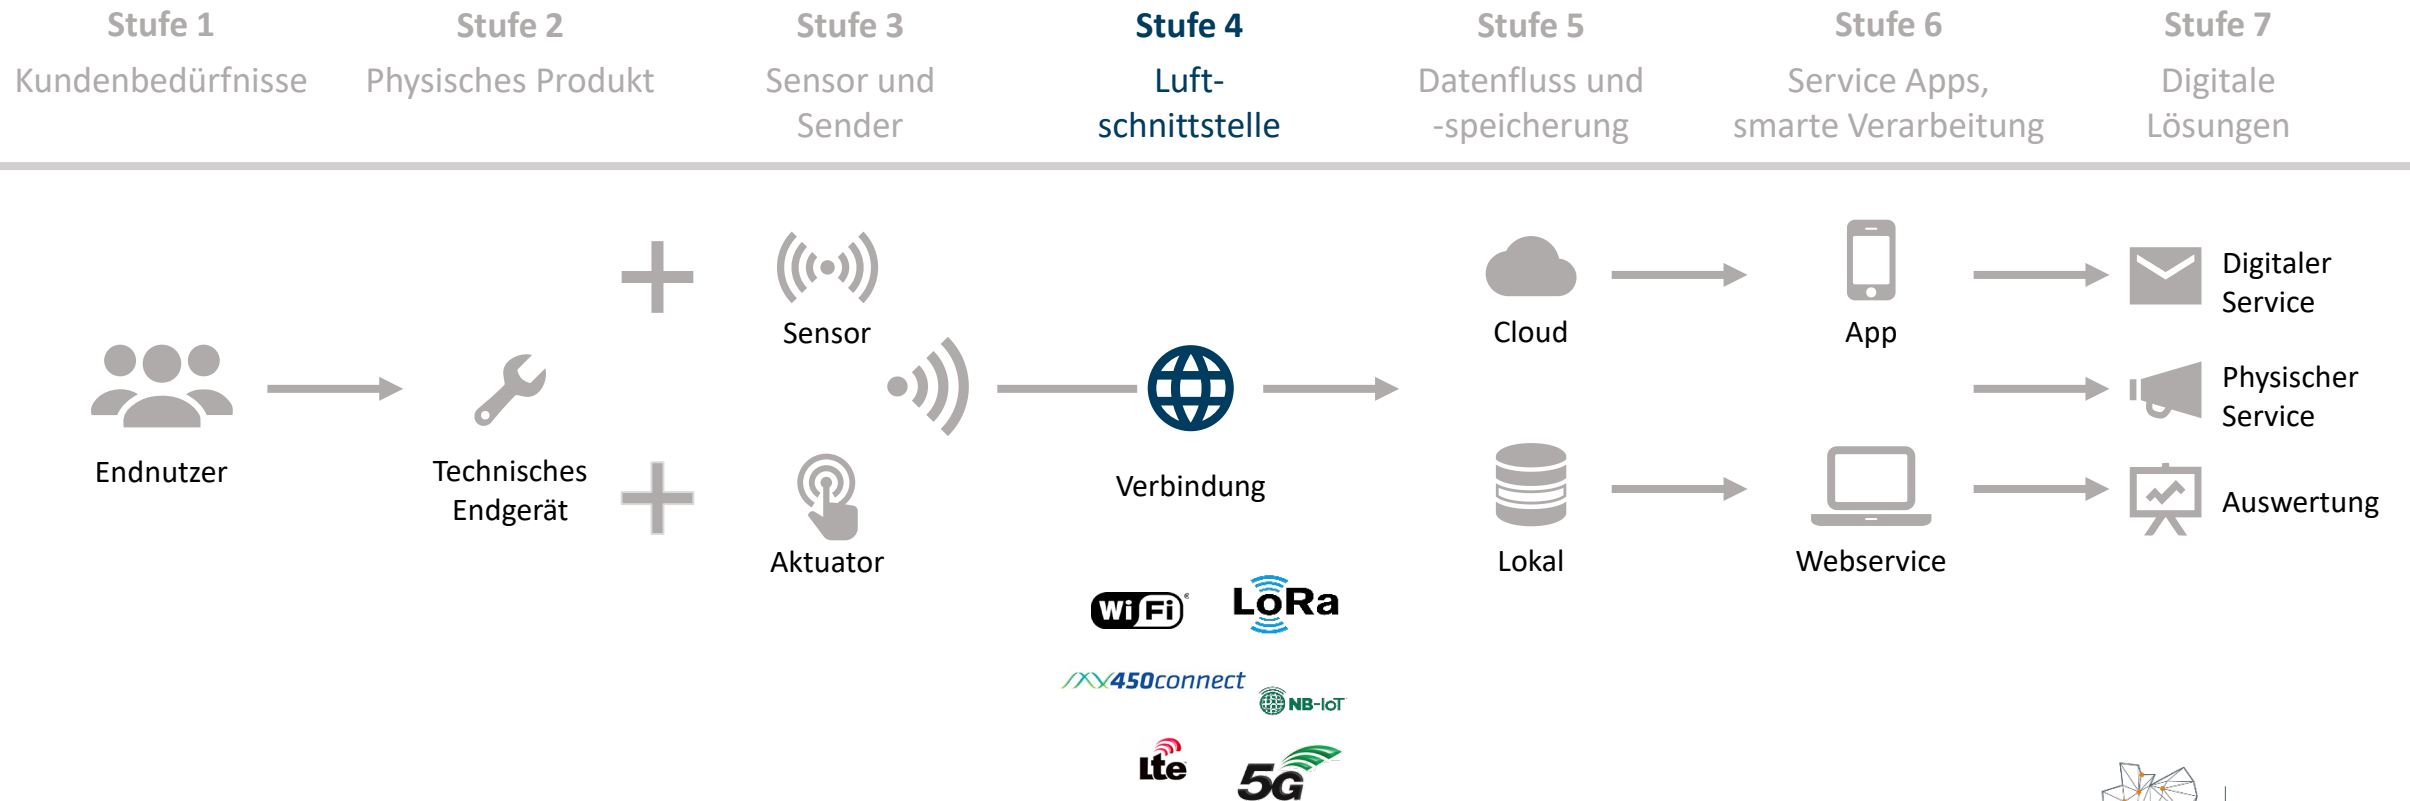 Stufe 1
Kundenbedürfnisse
Stufe 2
Physisches Produkt
Stufe 3
Sensor und
Sender
Stufe 4
Luft-
schnittstelle
Stufe 5
Datenfluss und
-speicherung
Stufe 6
Service Apps,
smarte Verarbeitung
Stufe 7
Digitale
Lösungen
Endnutzer
Technisches
Endgerät
Sensor
Aktuator
Verbindung
Cloud
Lokal
App
Webservice
Digitaler
Service
Physischer
Service
Auswertung
WiFi®
LoRa
450connect
NB-IoT
lte
5G